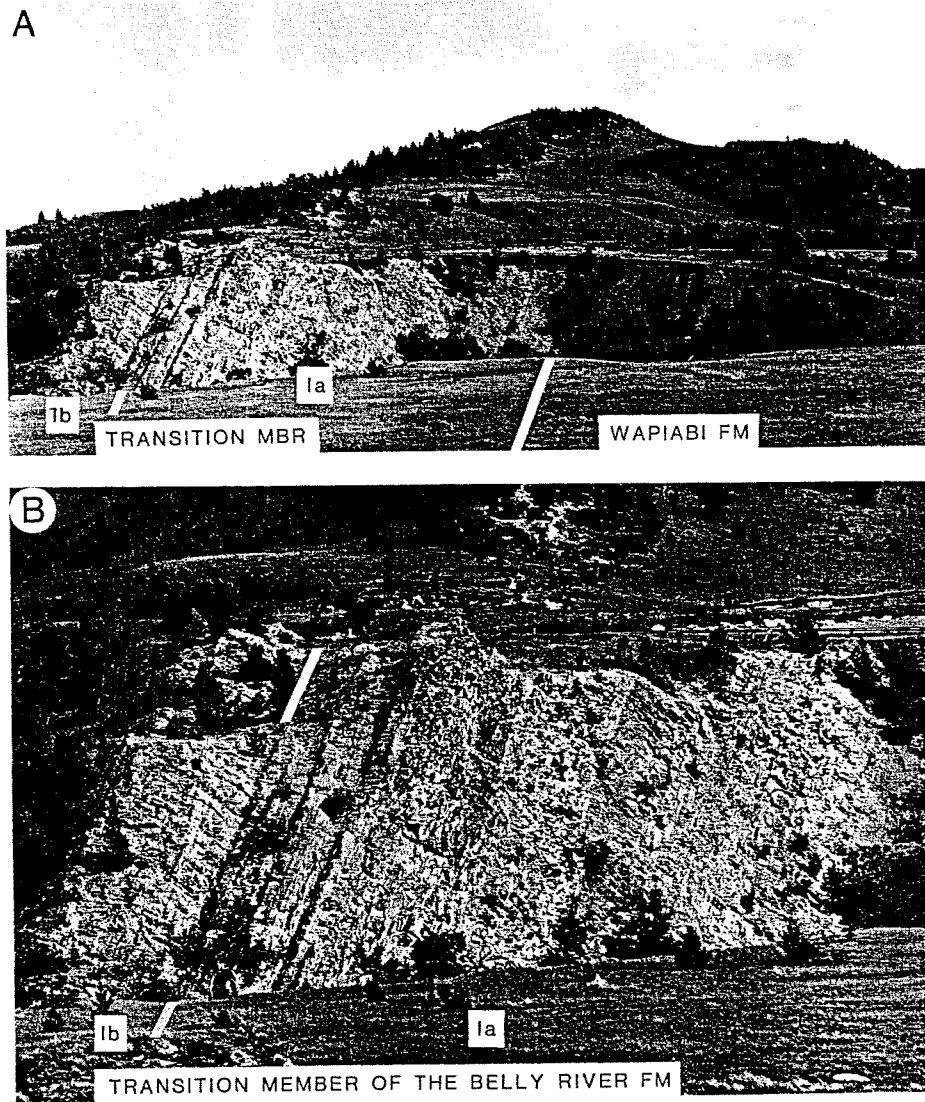 A
Ia
Ib
TRANSITION MBR
WAPIABI FM
B
Ib
Ia
TRANSITION MEMBER OF THE BELLY RIVER FM